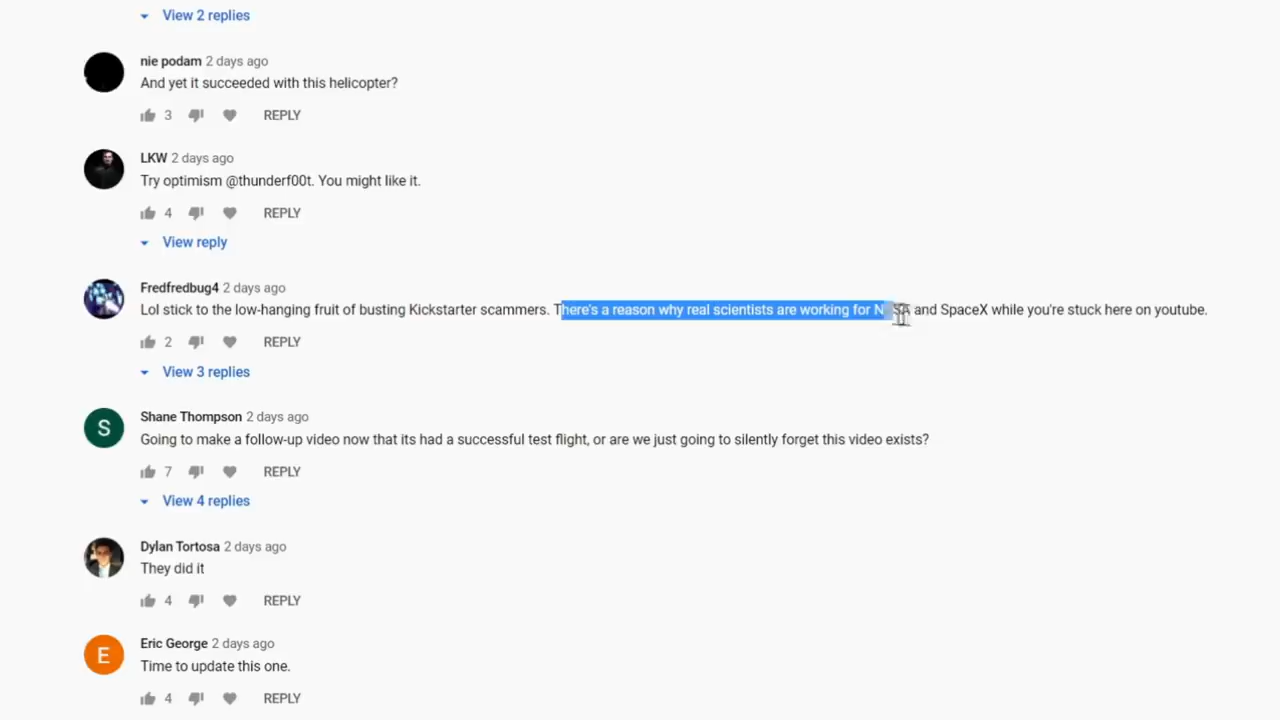 View 2 replies
nie podam 2 days ago
And yet it succeeded with this helicopter?
3 REPLY
LKW 2 days ago
Try optimism @thunderf00t. You might like it.
4 REPLY
View reply
Fredfredbug4 2 days ago
Lol stick to the low-hanging fruit of busting Kickstarter scammers. There's a reason why real scientists are working for NASA and SpaceX while you're stuck here on youtube.
2 REPLY
View 3 replies
S
Shane Thompson 2 days ago
Going to make a follow-up video now that its had a successful test flight, or are we just going to silently forget this video exists?
7 REPLY
View 4 replies
Dylan Tortosa 2 days ago
They did it
4 REPLY
E
Eric George 2 days ago
Time to update this one.
4 REPLY